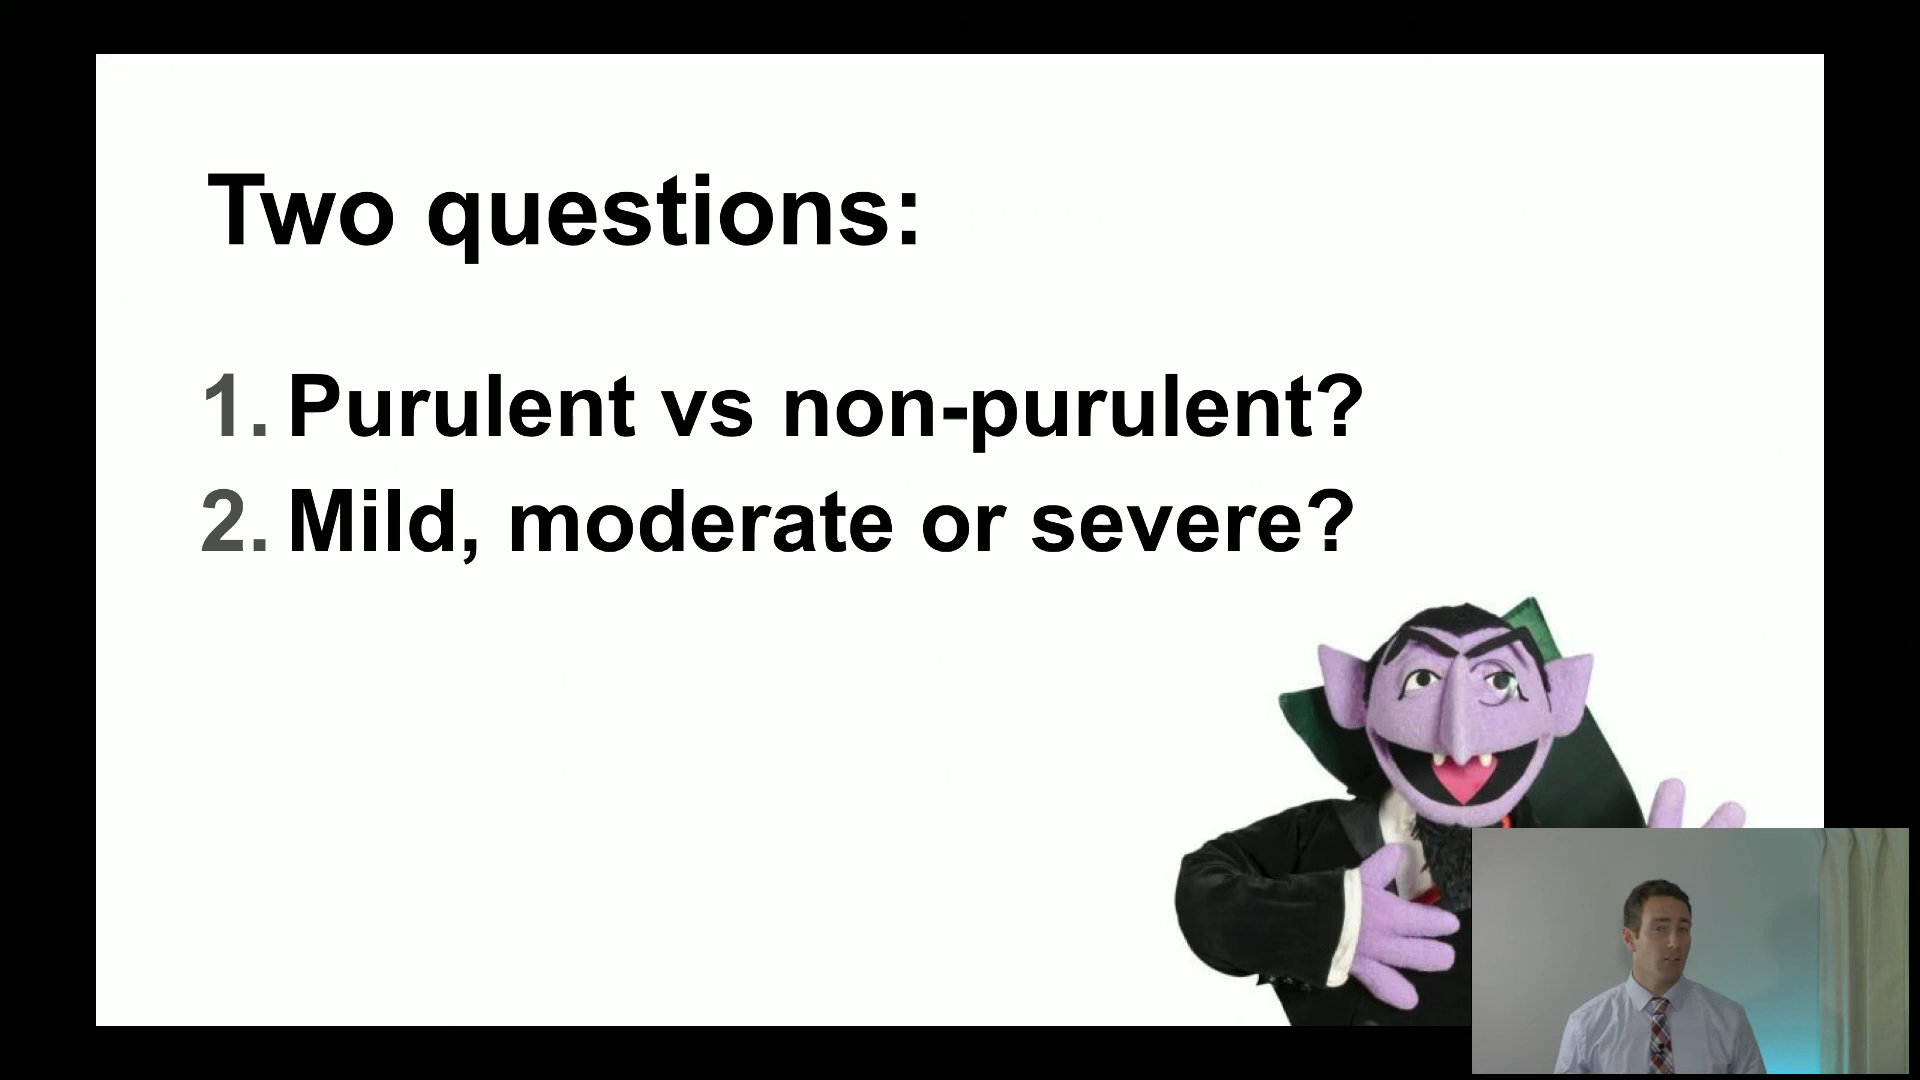 Two questions:
1. Purulent vs non-purulent?
2. Mild, moderate or severe?